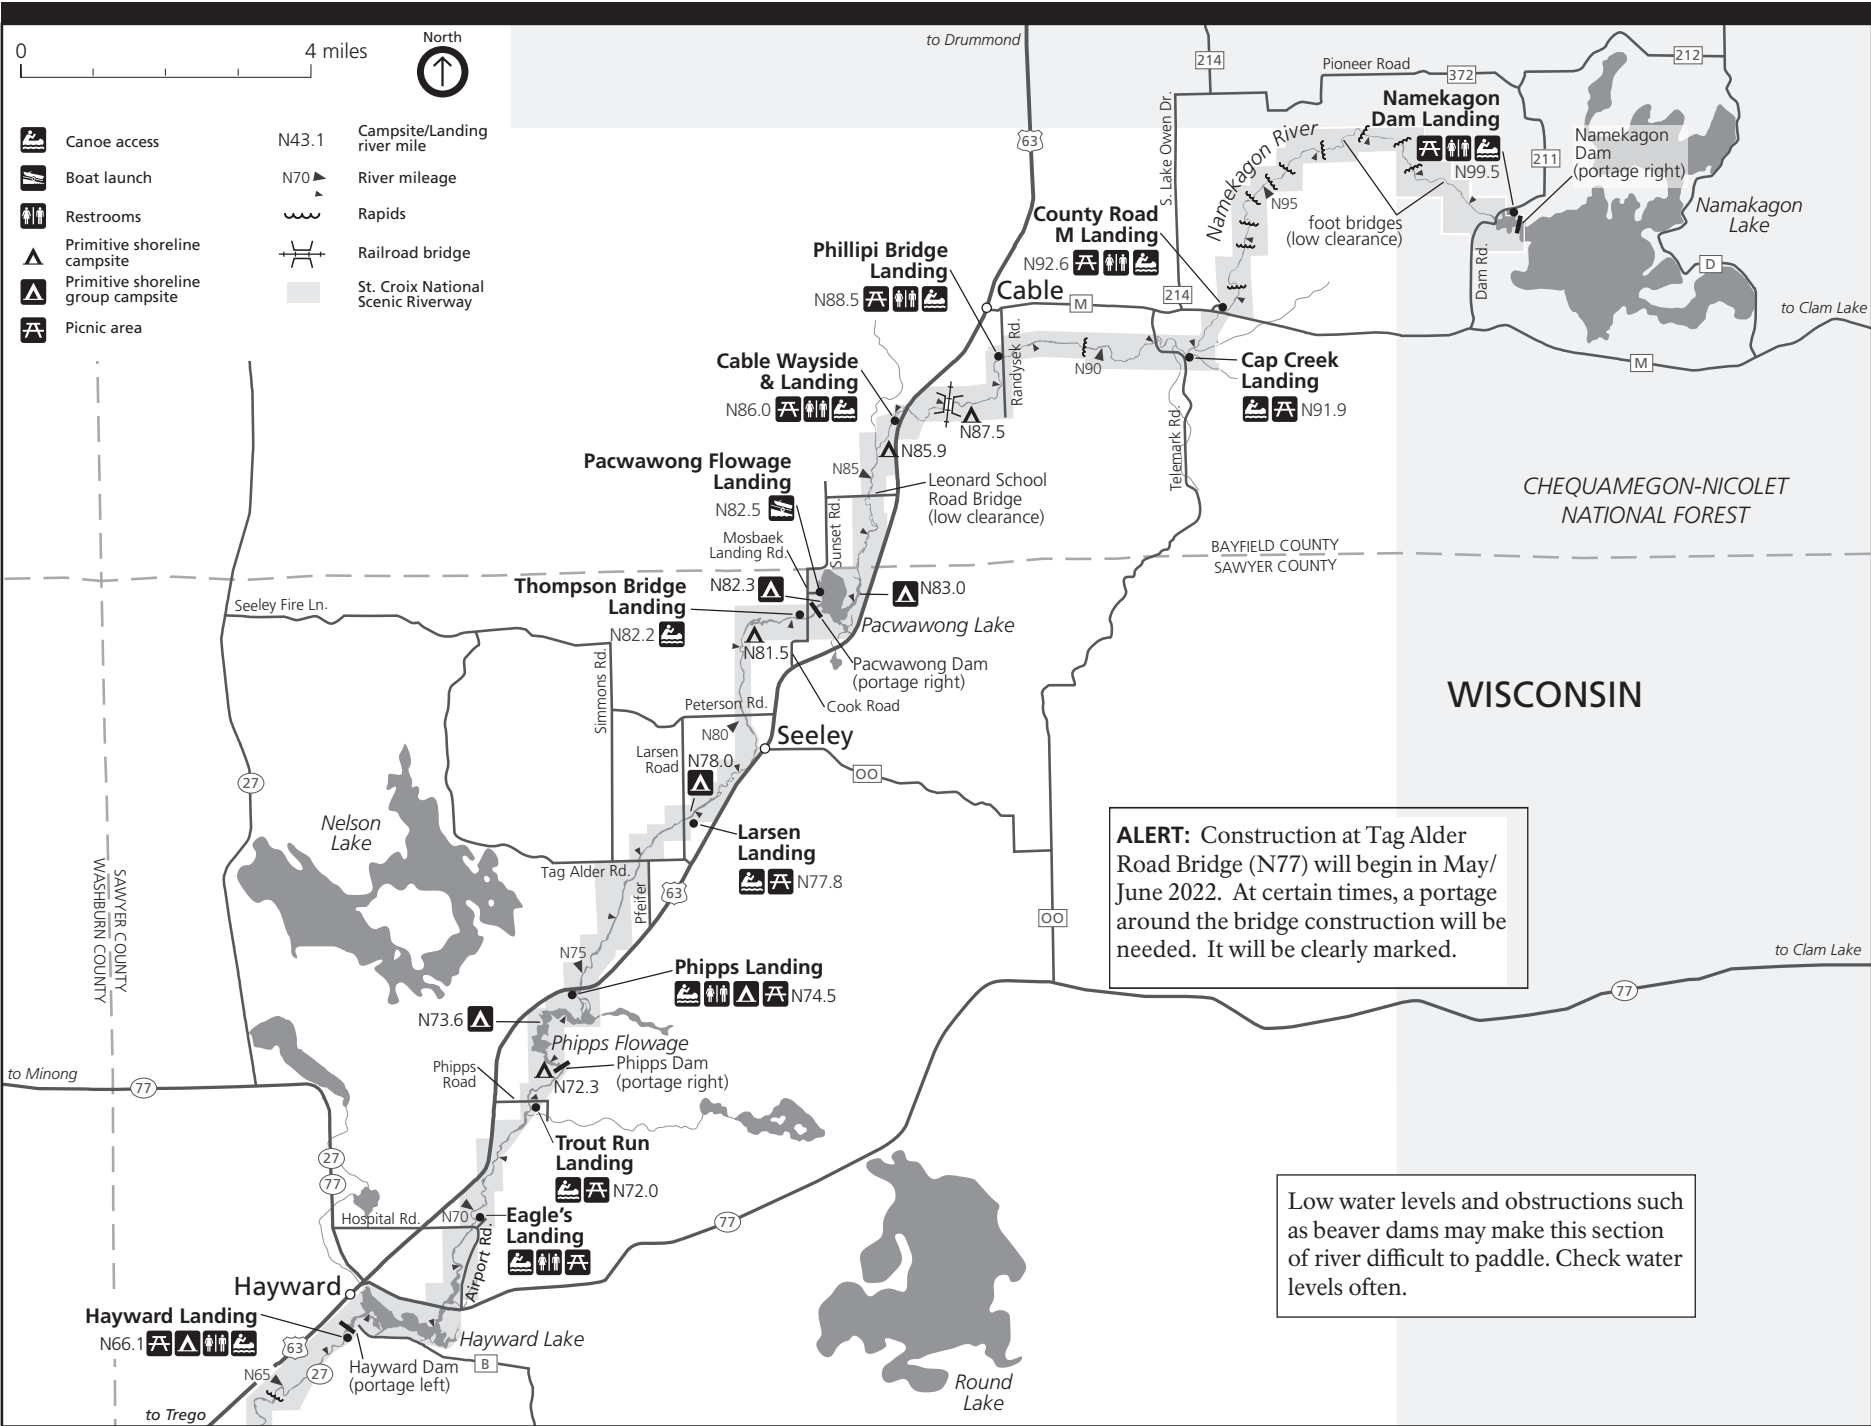 0
4 miles
North
Canoe access
Boat launch
Restrooms
Primitive shoreline
campsite
Primitive shoreline
group campsite
Picnic area
N43.1
Campsite/Landing
river mile
N70
River mileage
Rapids
Railroad bridge
St. Croix National
Scenic Riverway
to Drummond
63
214
S. Lake Owen Dr.
Pioneer Road
372
212
211
Namekagon
Dam Landing
N99.5
Namekagon
Dam
(portage right)
Namakagon
Lake
D
to Clam Lake
M
Dam Rd.
foot bridges
(low clearance)
Namekagon River
N95
County Road
M Landing
N92.6
214
Phillipi Bridge
Landing
N88.5
Cable
M
Randysek Rd.
N90
Cap Creek
Landing
N91.9
Telemark Rd.
Cable Wayside
& Landing
N86.0
N87.5
N85.9
N85
Leonard School
Road Bridge
(low clearance)
Pacwawong Flowage
Landing
N82.5
Sunset Rd.
Mosbaek
Landing Rd.
CHEQUAMEGON-NICOLET
NATIONAL FOREST
BAYFIELD COUNTY
SAWYER COUNTY
Thompson Bridge
Landing
N82.2
N82.3
N83.0
Pacwawong Lake
N81.5
Pacwawong Dam
(portage right)
Cook Road
Seeley Fire Ln.
Simmons Rd.
Peterson Rd.
N80
Seeley
OO
WISCONSIN
Larsen
Road
N78.0
27
Nelson
Lake
Larsen
Landing
N77.8
Tag Alder Rd.
Pfeifer
63
SAWYER COUNTY
WASHBURN COUNTY
OO
ALERT: Construction at Tag Alder
Road Bridge (N77) will begin in May/
June 2022. At certain times, a portage
around the bridge construction will be
needed. It will be clearly marked.
to Clam Lake
77
N75
Phipps Landing
N74.5
N73.6
Phipps Flowage
Phipps
Road
Phipps Dam
(portage right)
N72.3
to Minong
77
Trout Run
Landing
N72.0
27
77
Hospital Rd.
N70
Eagle's
Landing
Airport Rd.
77
Low water levels and obstructions such
as beaver dams may make this section
of river difficult to paddle. Check water
levels often.
Hayward
Hayward Landing
N66.1
63
Hayward Lake
27
Hayward Dam
(portage left)
B
N65
to Trego
Round
Lake